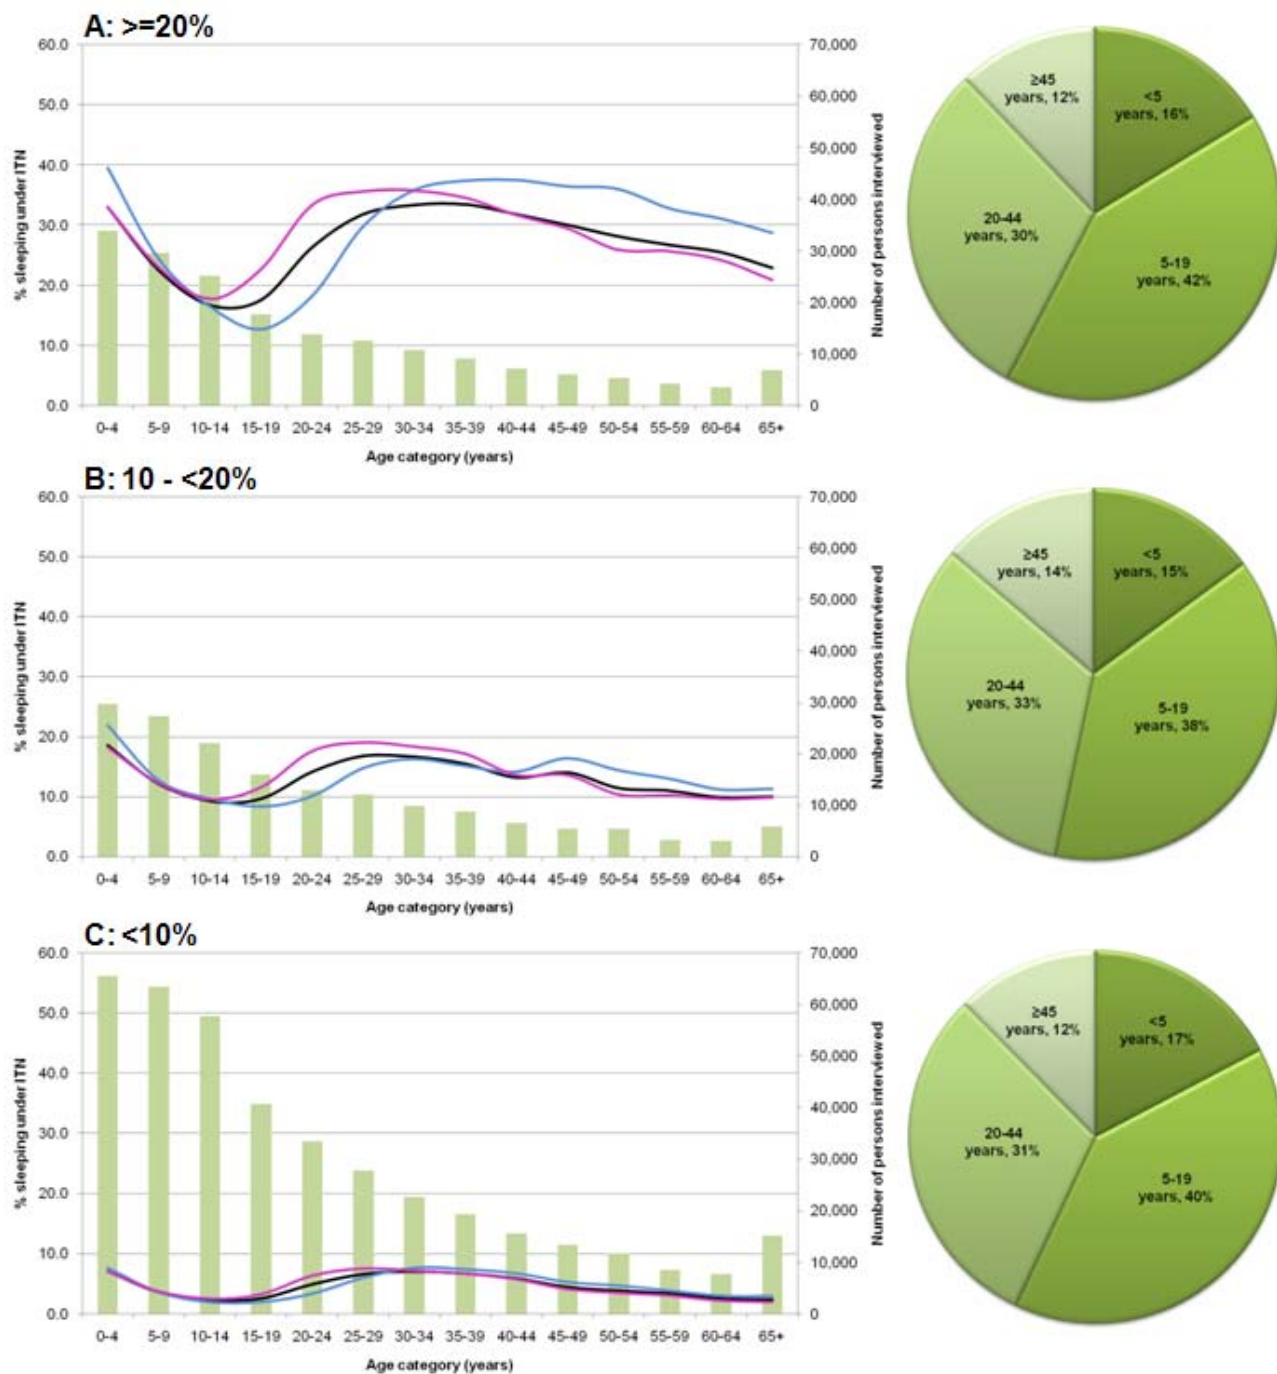 A: >=20%
60.0
50.0
40.0
30.0
20.0
10.0
0.0
% sleeping under ITN
70,000
60,000
50,000
40,000
30,000
20,000
10,000
0
Number of persons interviewed
0-4 5-9 10-14 15-19 20-24 25-29 30-34 35-39 40-44 45-49 50-54 55-59 60-64 65+
Age category (years)
≥45
years, 12%
<5
years, 16%
20-44
years, 30%
5-19
years, 42%
B: 10 - <20%
60.0
50.0
40.0
30.0
20.0
10.0
0.0
% sleeping under ITN
70,000
60,000
50,000
40,000
30,000
20,000
10,000
0
Number of persons interviewed
0-4 5-9 10-14 15-19 20-24 25-29 30-34 35-39 40-44 45-49 50-54 55-59 60-64 65+
Age category (years)
≥45
years, 14%
<5
years, 15%
20-44
years, 33%
5-19
years, 38%
C: <10%
60.0
50.0
40.0
30.0
20.0
10.0
0.0
% sleeping under ITN
70,000
60,000
50,000
40,000
30,000
20,000
10,000
0
Number of persons interviewed
0-4 5-9 10-14 15-19 20-24 25-29 30-34 35-39 40-44 45-49 50-54 55-59 60-64 65+
Age category (years)
≥45
years, 12%
<5
years, 17%
20-44
years, 31%
5-19
years, 40%